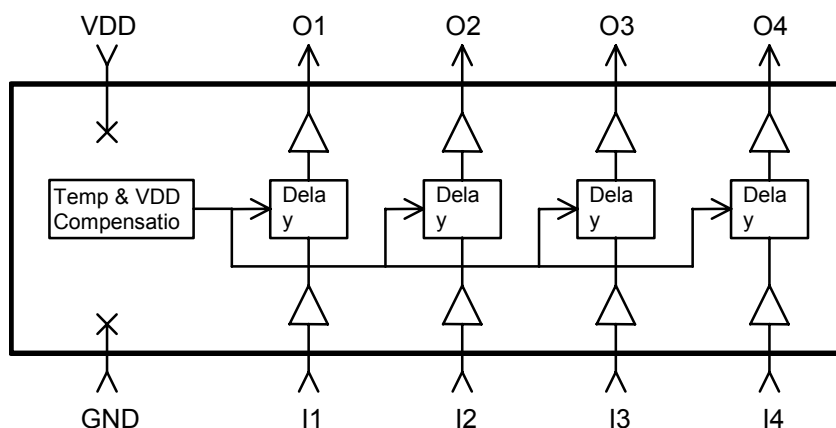 VDD O1 O2 O3 O4
Temp & VDD
Compensatio
Dela
y
Dela
y
Dela
y
Dela
y
GND I1 I2 I3 I4